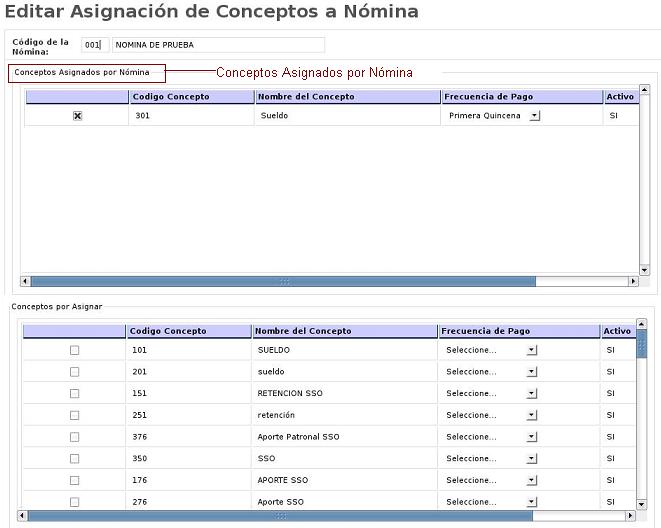 Editar Asignación de Conceptos a Nómina
Código de la Nómina: 001 NOMINA DE PRUEBA
Conceptos Asignados por Nómina Conceptos Asignados por Nómina
Codigo Concepto Nombre del Concepto Frecuencia de Pago Activo
301 Sueldo Primera Quincena SI
Conceptos por Asignar
Codigo Concepto Nombre del Concepto Frecuencia de Pago Activo
101 SUELDO Seleccione... SI
201 sueldo Seleccione... SI
151 RETENCION SSO Seleccione... SI
251 retención Seleccione... SI
376 Aporte Patronal SSO Seleccione... SI
350 SSO Seleccione... SI
176 APORTE SSO Seleccione... SI
276 Aporte SSO Seleccione... SI